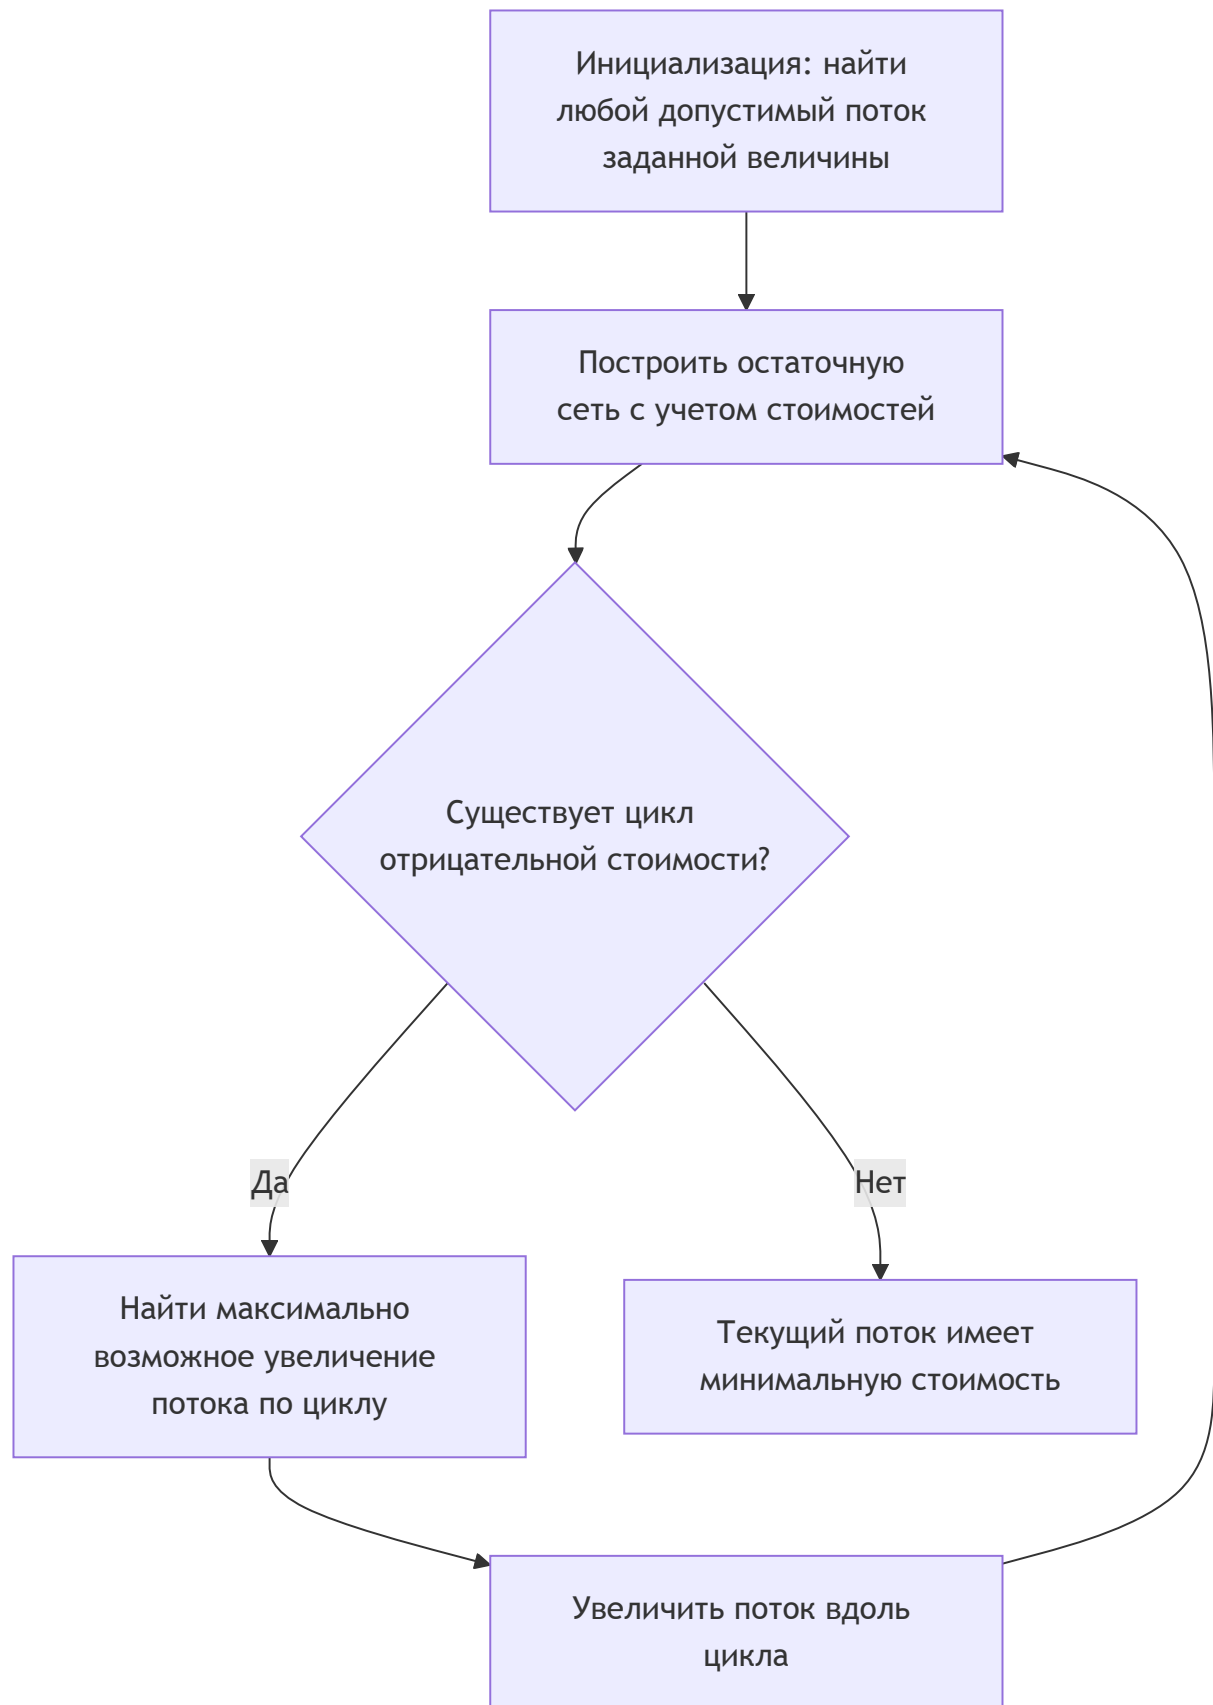 Инициализация: найти
любой допустимый поток
заданной величины
Построить остаточную
сеть с учетом стоимостей
Существует цикл
отрицательной стоимости?
Да
Нет
Найти максимально
возможное увеличение
потока по циклу
Текущий поток имеет
минимальную стоимость
Увеличить поток вдоль
цикла